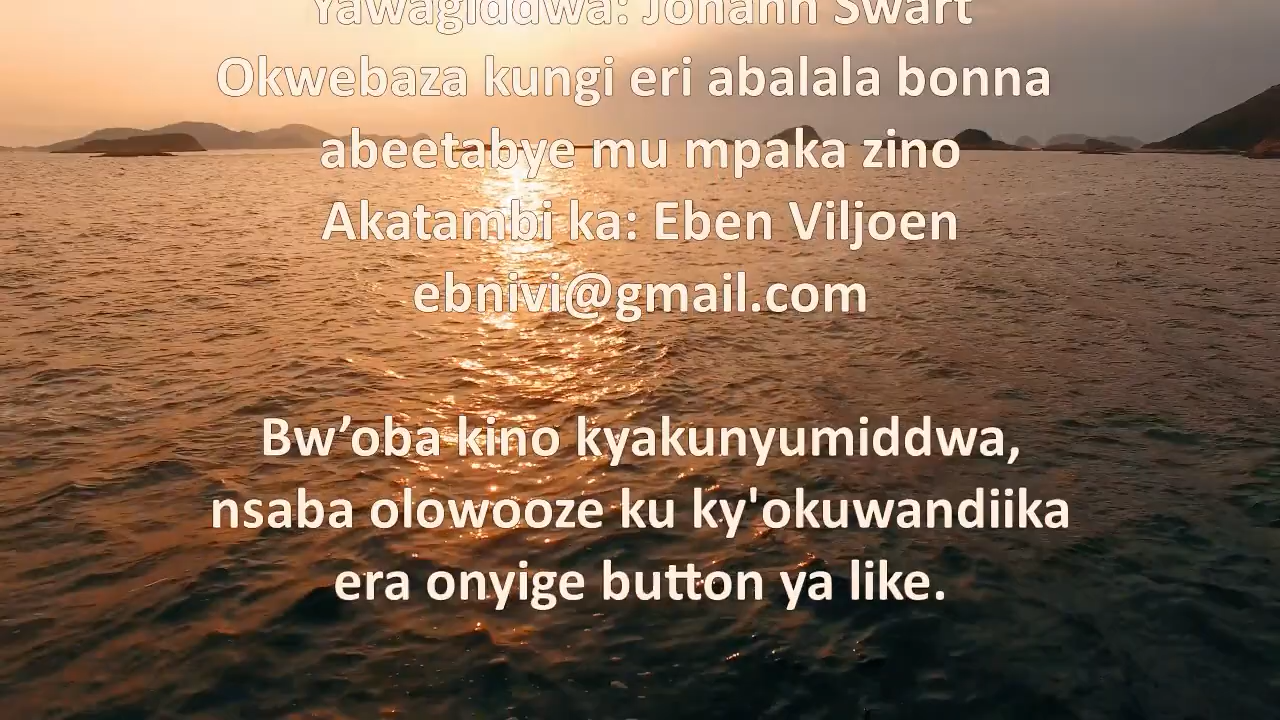 Yawagiddwa: Johann Swart
Okwebaza kungi eri abalala bonna
abeetabye mu mpaka zino
Akatambi ka: Eben Viljoen
ebnivi@gmail.com
Bw’oba kino kyakunyumiddwa,
nsaba olowooze ku ky'okuwandiika
era onyige button ya like.